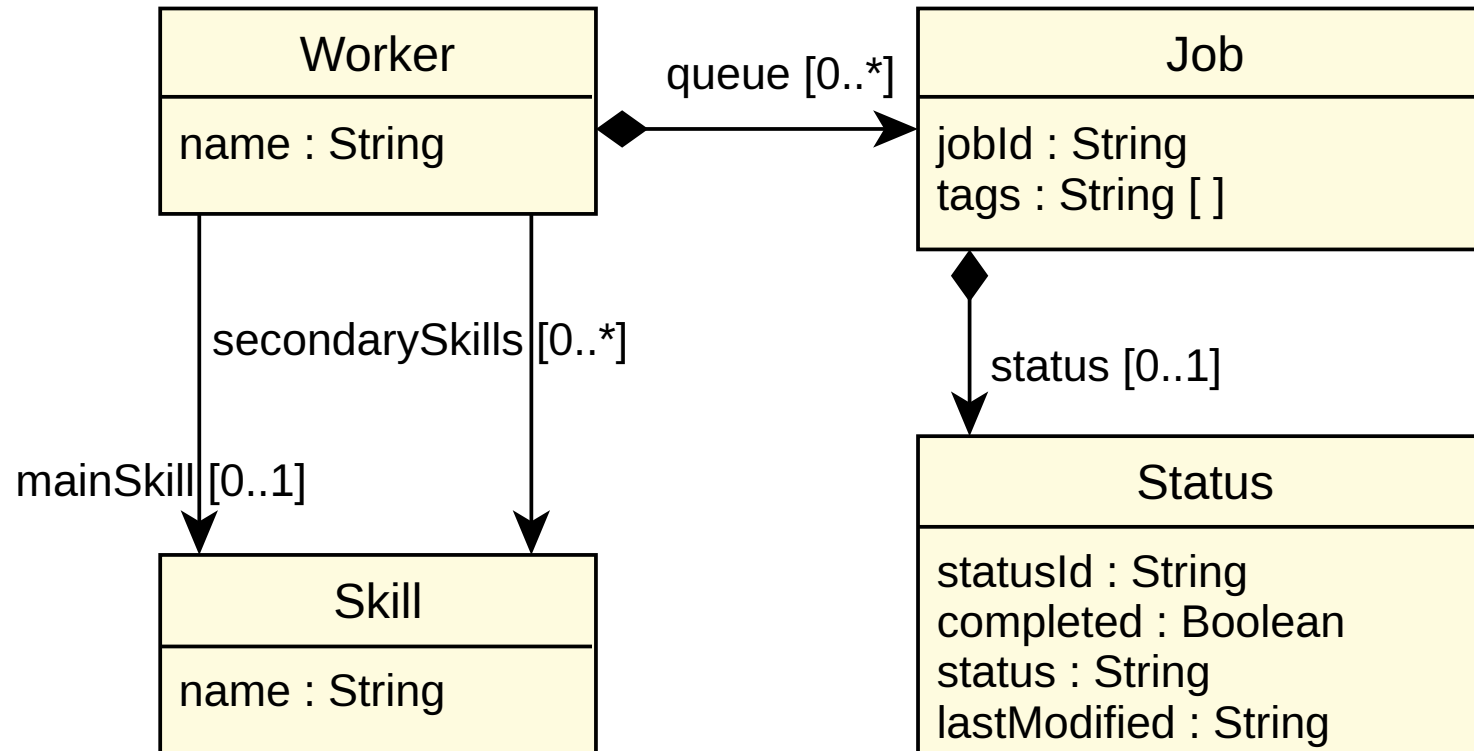 Worker
name : String
queue [0..*]
Job
jobId : String
tags : String [ ]
secondarySkills [0..*]
mainSkill [0..1]
status [0..1]
Skill
name : String
Status
statusId : String
completed : Boolean
status : String
lastModified : String